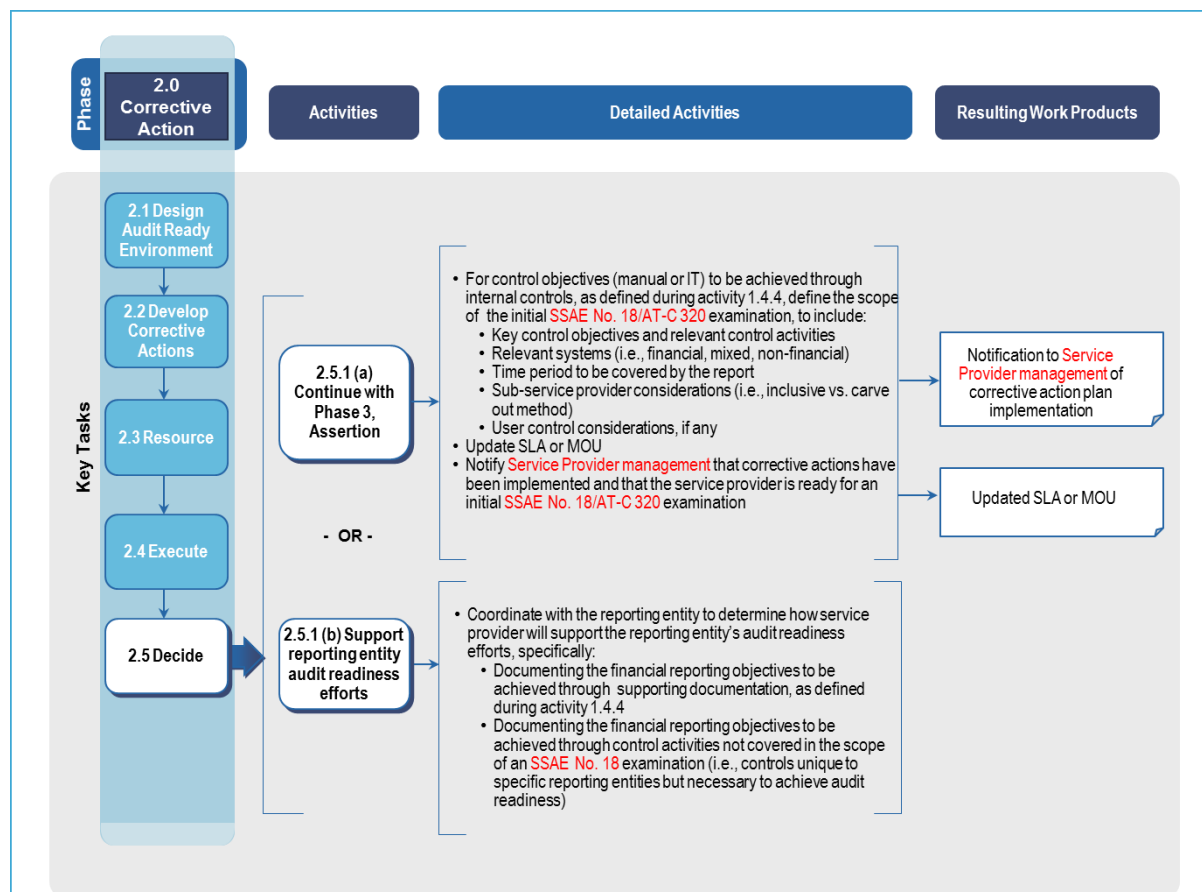 Phase
2.0
Corrective
Action
Activities
Detailed Activities
Resulting Work Products
Key Tasks
2.1 Design
Audit Ready
Environment
2.2 Develop
Corrective
Actions
2.3 Resource
2.4 Execute
2.5 Decide
2.5.1 (a)
Continue with
Phase 3,
Assertion
- OR -
2.5.1 (b) Support
reporting entity
audit readiness
efforts
• For control objectives (manual or IT) to be achieved through
internal controls, as defined during activity 1.4.4, define the scope
of the initial SSAE No. 18/AT-C 320 examination, to include:
• Key control objectives and relevant control activities
• Relevant systems (i.e., financial, mixed, non-financial)
• Time period to be covered by the report
• Sub-service provider considerations (i.e., inclusive vs. carve
out method)
• User control considerations, if any
• Update SLA or MOU
• Notify Service Provider management that corrective actions have
been implemented and that the service provider is ready for an
initial SSAE No. 18/AT-C 320 examination
• Coordinate with the reporting entity to determine how service
provider will support the reporting entity's audit readiness
efforts, specifically:
• Documenting the financial reporting objectives to be
achieved through supporting documentation, as defined
during activity 1.4.4
• Documenting the financial reporting objectives to be
achieved through control activities not covered in the scope
of an SSAE No. 18 examination (i.e., controls unique to
specific reporting entities but necessary to achieve audit
readiness)
Notification to Service
Provider management of
corrective action plan
implementation
Updated SLA or MOU